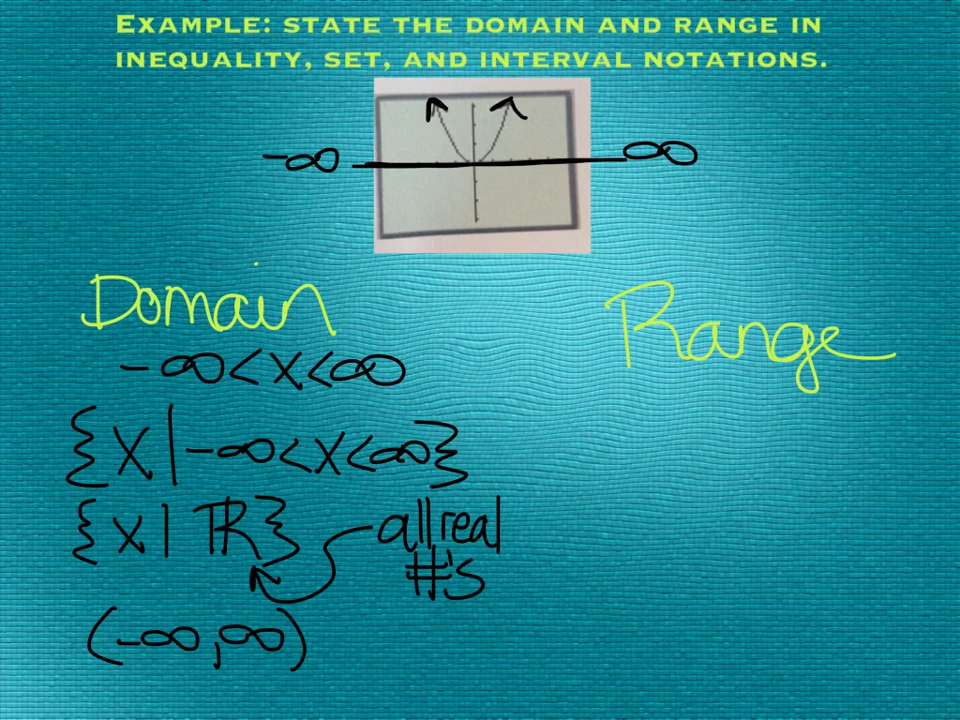 EXAMPLE: STATE THE DOMAIN AND RANGE IN
INEQUALITY, SET, AND INTERVAL NOTATIONS.
-∞ ∞
Domain
Range
-∞<x<∞
{x|-∞<x<∞}
{x|ℝ}
all real
#'s
(-∞,∞)